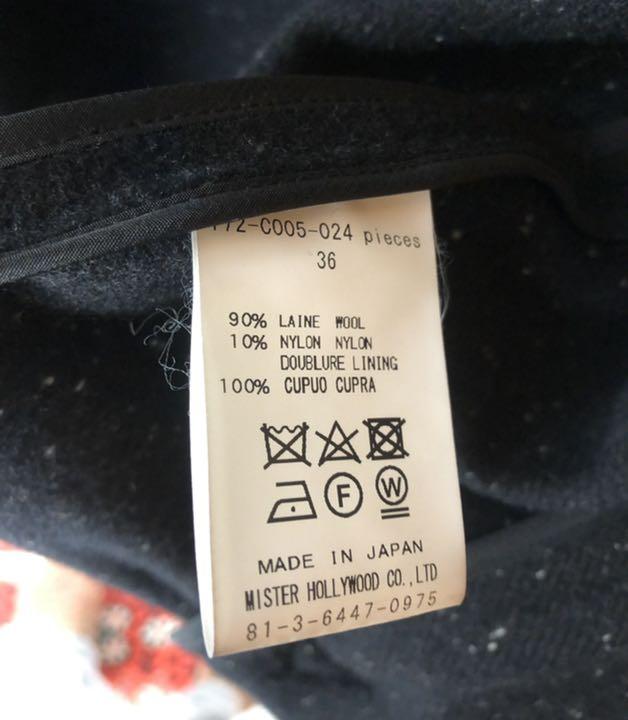 72-C005-024 pieces
36
90% LAINE WOOL
10% NYLON NYLON
DOUBLURE LINING
100% CUPUO CUPRA
F W
MADE IN JAPAN
MISTER HOLLYWOOD CO.,LTD
81-3-6447-0975